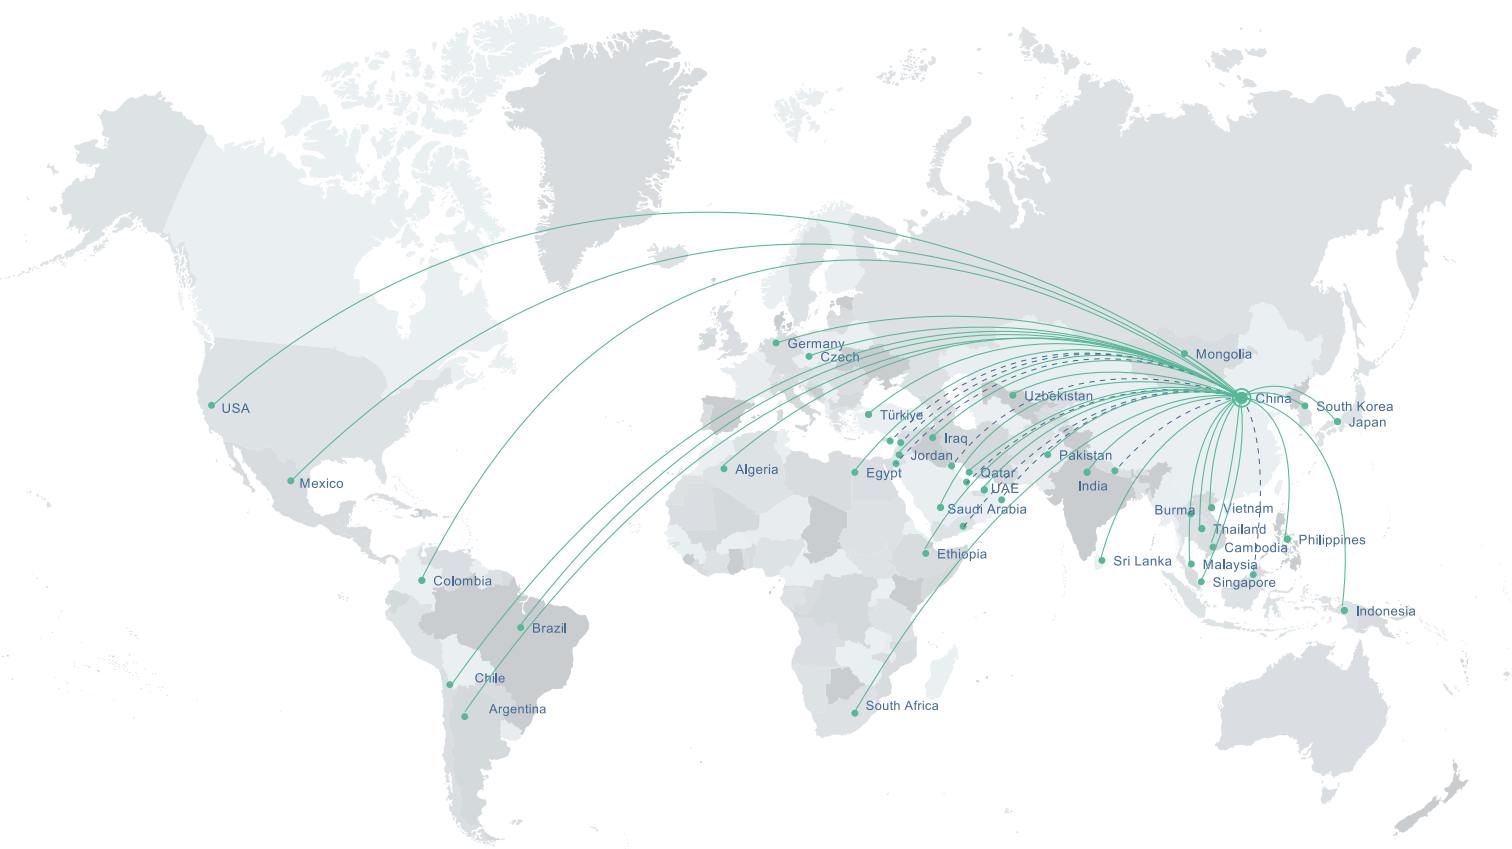 Germany
Mongolia
Czech
Uzbekistan
China
USA
South Korea
Türkiye
Japan
Iraq
Jordan
Pakistan
Algeria
Egypt
Qatar
Mexico
India
UAE
Saudi Arabia
Burma
Vietnam
Thailand
Philippines
Cambodia
Ethiopia
Sri Lanka
Malaysia
Colombia
Singapore
Indonesia
Brazil
Chile
South Africa
Argentina